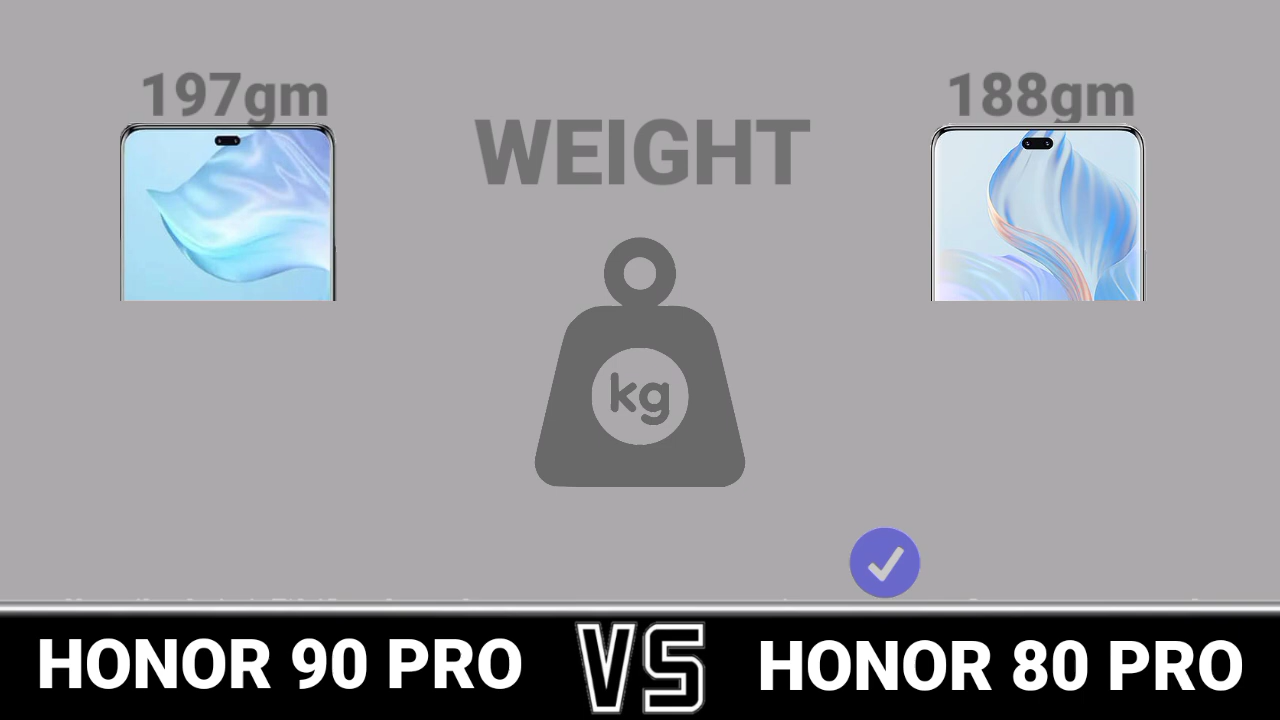 197gm
188gm
WEIGHT
kg
HONOR 90 PRO
VS
HONOR 80 PRO